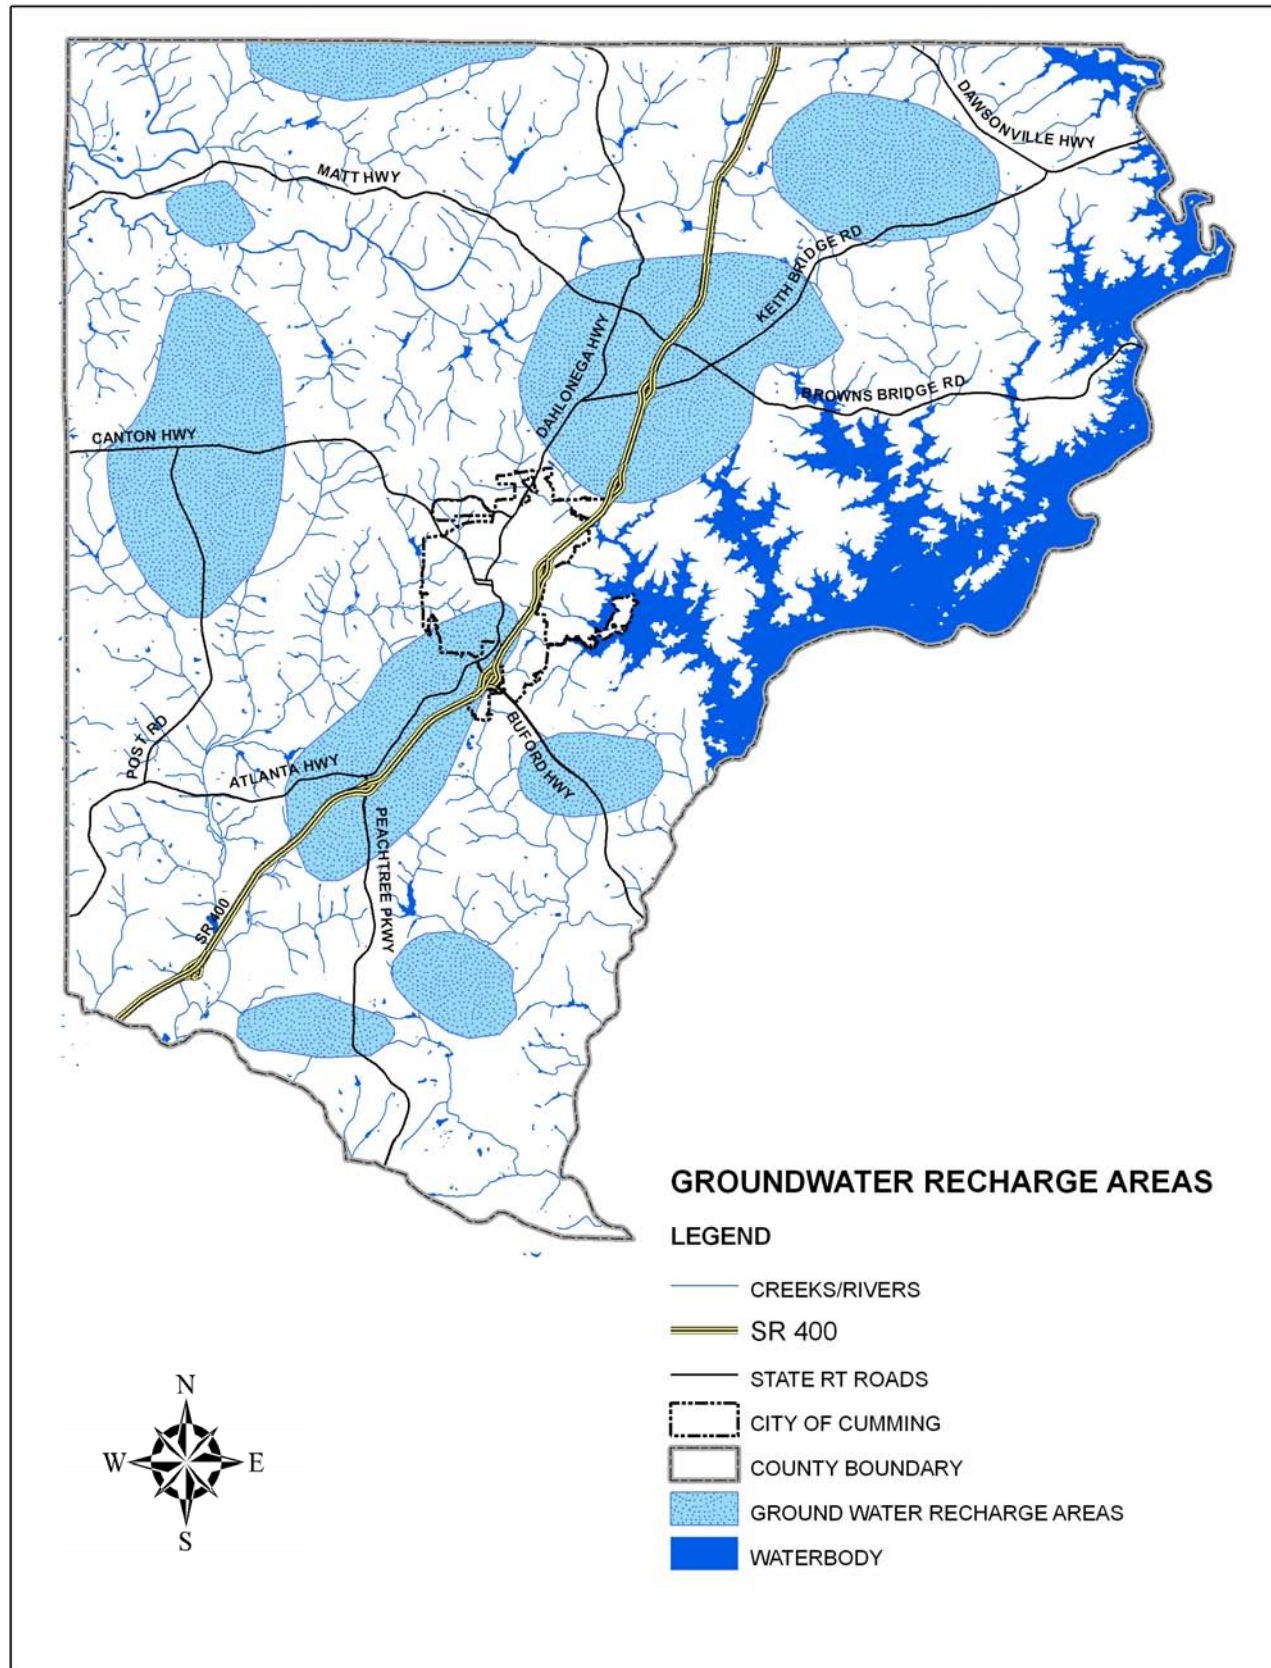 DAWSONVILLE HWY
MATT HWY
KEITH BRIDGE RD
DAHLONEGA HWY
BROWNS BRIDGE RD
CANTON HWY
POST RD
ATLANTA HWY
BUFORD HWY
PEACHTREE PKWY
SR 400
GROUNDWATER RECHARGE AREAS
LEGEND
CREEKS/RIVERS
SR 400
STATE RT ROADS
CITY OF CUMMING
COUNTY BOUNDARY
GROUND WATER RECHARGE AREAS
WATERBODY
N
W E
S